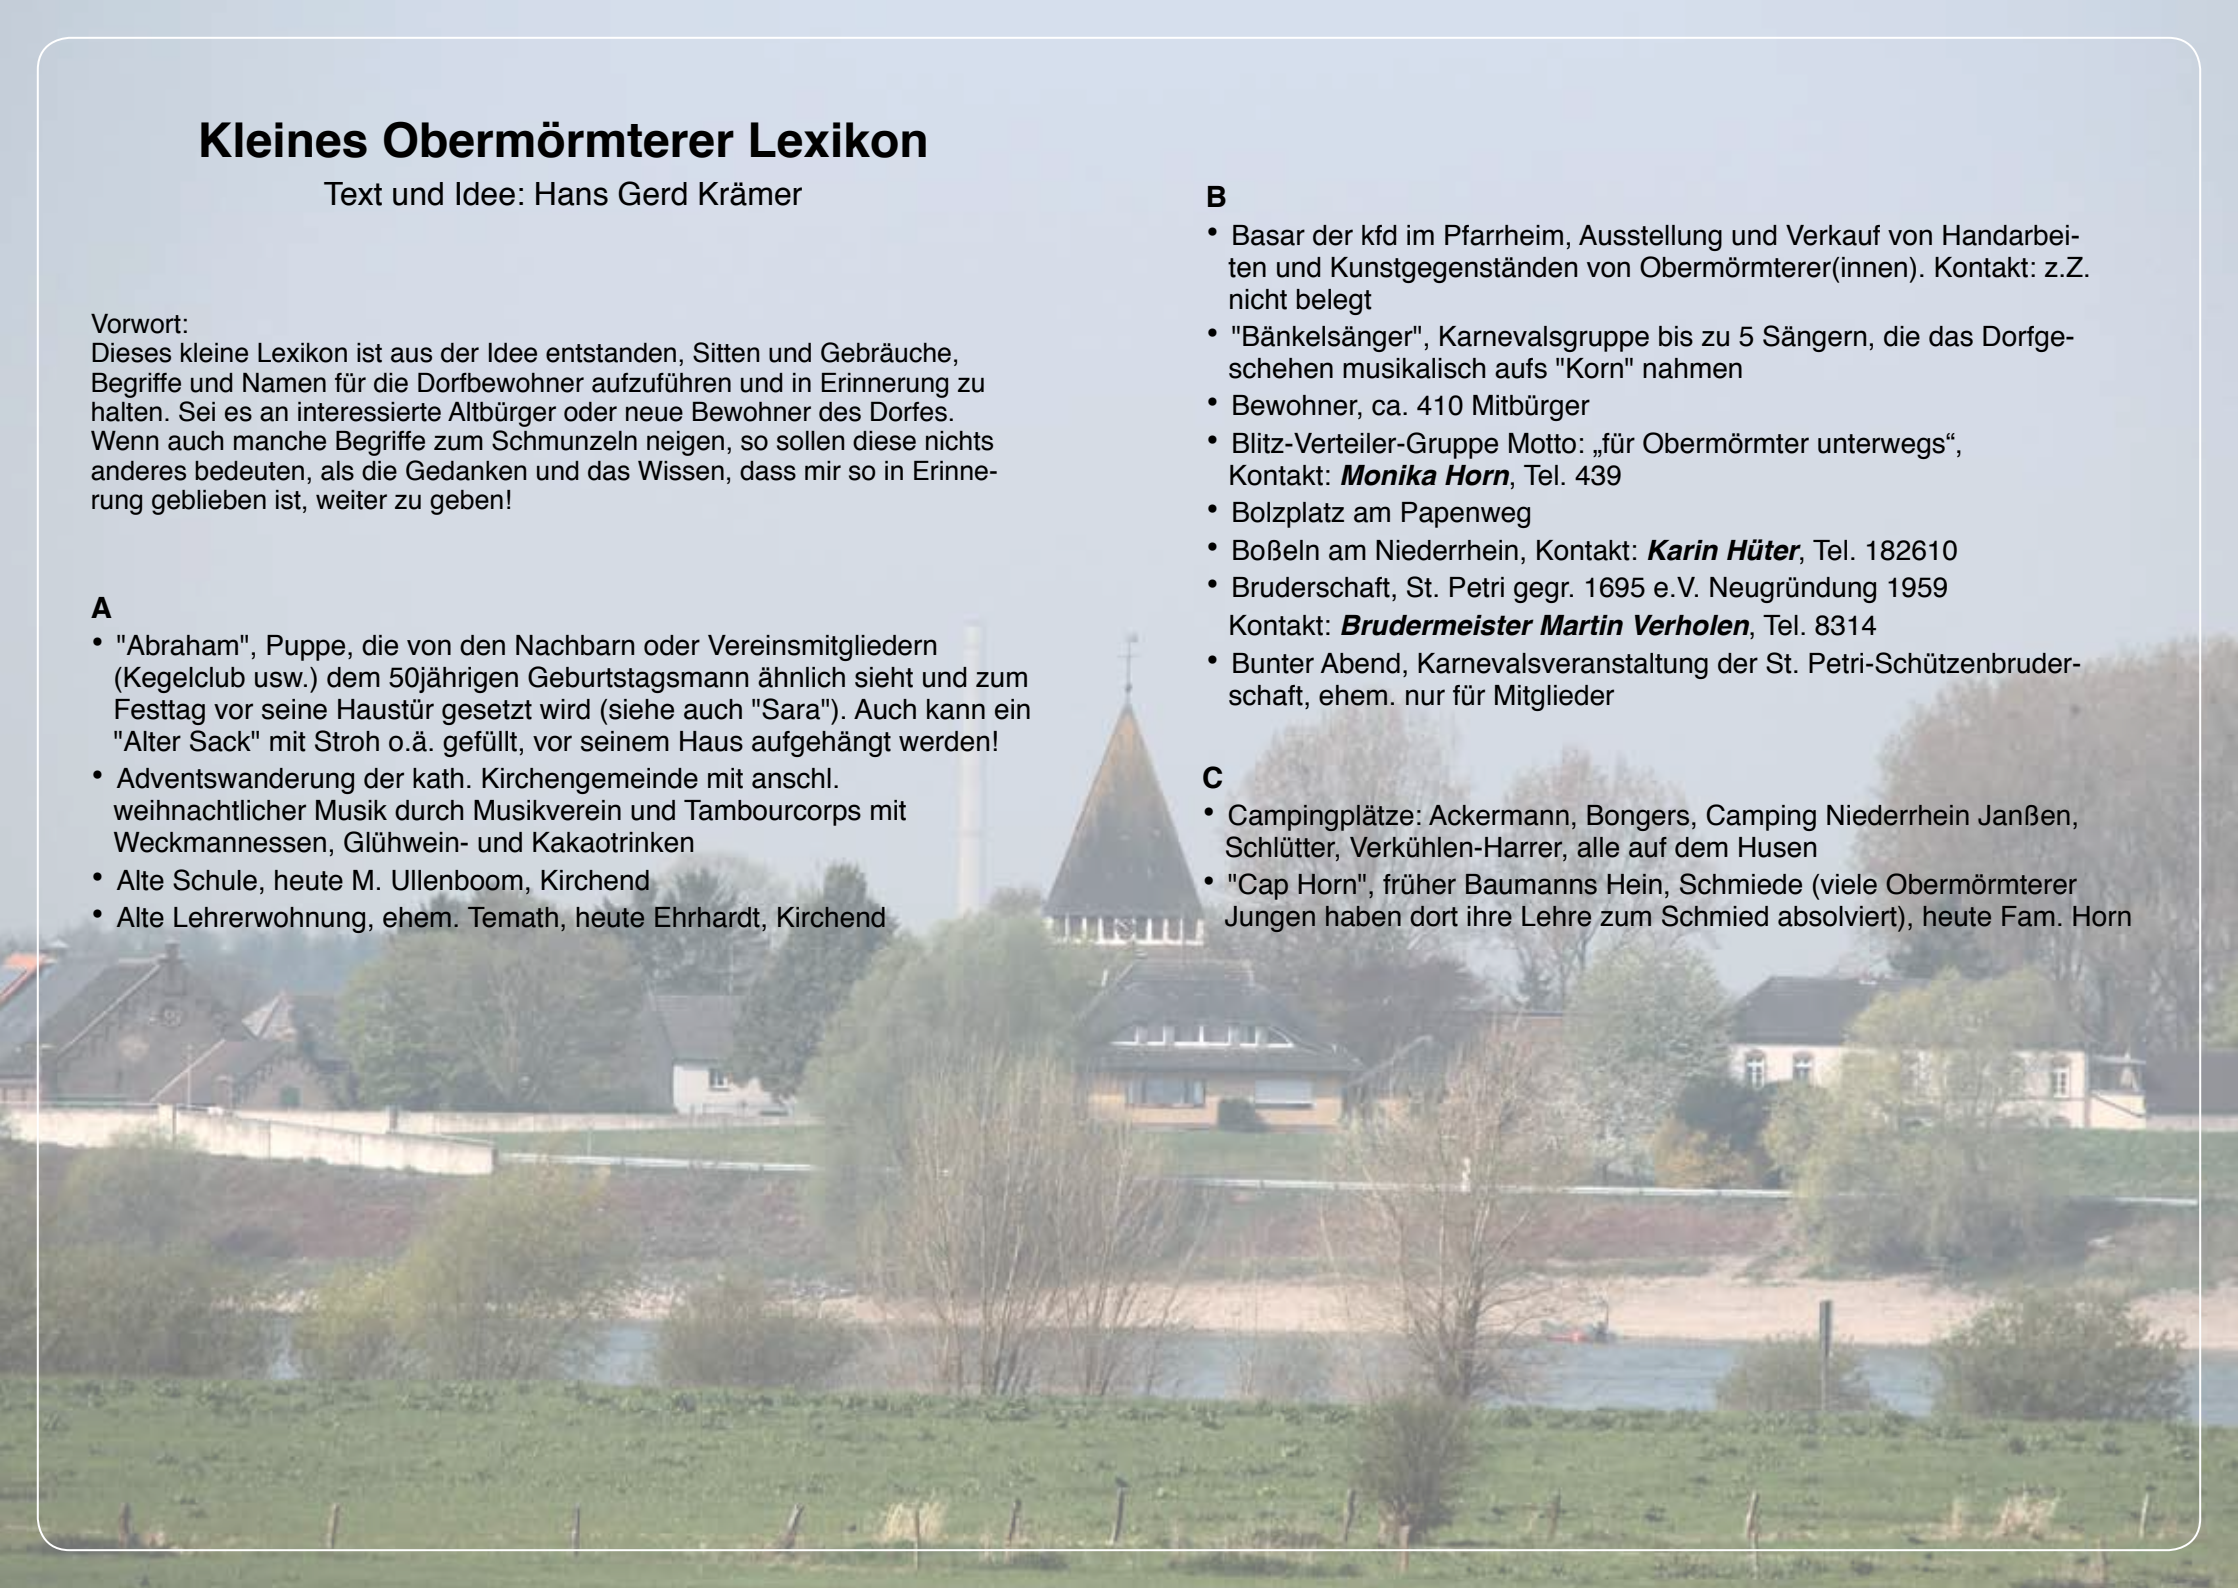 Kleines Obermörmterer Lexikon
Text und Idee: Hans Gerd Krämer
Vorwort:
Dieses kleine Lexikon ist aus der Idee entstanden, Sitten und Gebräuche,
Begriffe und Namen für die Dorfbewohner aufzuführen und in Erinnerung zu
halten. Sei es an interessierte Altbürger oder neue Bewohner des Dorfes.
Wenn auch manche Begriffe zum Schmunzeln neigen, so sollen diese nichts
anderes bedeuten, als die Gedanken und das Wissen, dass mir so in Erinne-
rung geblieben ist, weiter zu geben!
A
• "Abraham", Puppe, die von den Nachbarn oder Vereinsmitgliedern
(Kegelclub usw.) dem 50jährigen Geburtstagsmann ähnlich sieht und zum
Festtag vor seine Haustür gesetzt wird (siehe auch "Sara"). Auch kann ein
"Alter Sack" mit Stroh o.ä. gefüllt, vor seinem Haus aufgehängt werden!
• Adventswanderung der kath. Kirchengemeinde mit anschl.
weihnachtlicher Musik durch Musikverein und Tambourcorps mit
Weckmannessen, Glühwein- und Kakaotrinken
• Alte Schule, heute M. Ullenboom, Kirchend
• Alte Lehrerwohnung, ehem. Temath, heute Ehrhardt, Kirchend
B
• Basar der kfd im Pfarrheim, Ausstellung und Verkauf von Handarbei-
ten und Kunstgegenständen von Obermörmterer(innen). Kontakt: z.Z.
nicht belegt
• "Bänkelsänger", Karnevalsgruppe bis zu 5 Sängern, die das Dorfge-
schehen musikalisch aufs "Korn" nahmen
• Bewohner, ca. 410 Mitbürger
• Blitz-Verteiler-Gruppe Motto: „für Obermörmter unterwegs“,
Kontakt: Monika Horn, Tel. 439
• Bolzplatz am Papenweg
• Boßeln am Niederrhein, Kontakt: Karin Hüter, Tel. 182610
• Bruderschaft, St. Petri gegr. 1695 e.V. Neugründung 1959
Kontakt: Brudermeister Martin Verholen, Tel. 8314
• Bunter Abend, Karnevalsveranstaltung der St. Petri-Schützenbruder-
schaft, ehem. nur für Mitglieder
C
• Campingplätze: Ackermann, Bongers, Camping Niederrhein Janßen,
Schlütter, Verkühlen-Harrer, alle auf dem Husen
• "Cap Horn", früher Baumanns Hein, Schmiede (viele Obermörmterer
Jungen haben dort ihre Lehre zum Schmied absolviert), heute Fam. Horn